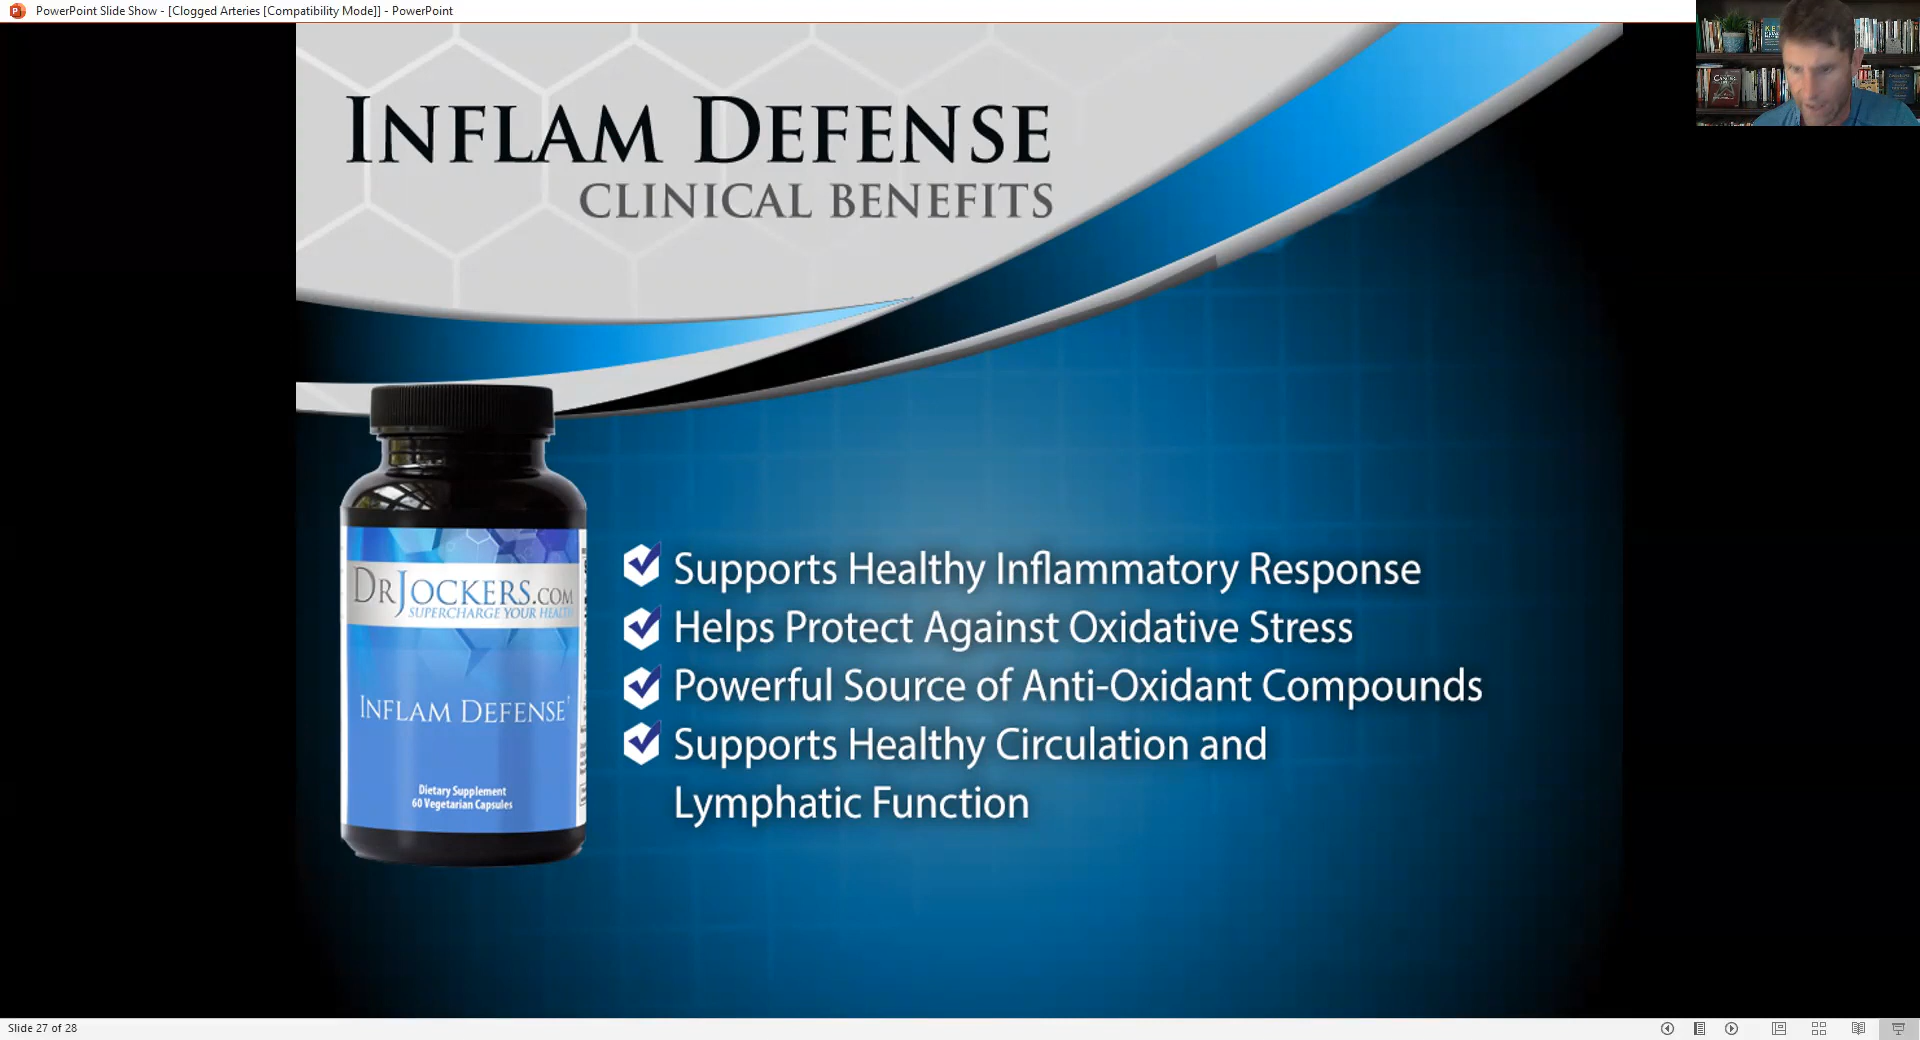 PowerPoint Slide Show - [Clogged Arteries [Compatibility Mode]] - PowerPoint
INFLAM DEFENSE
CLINICAL BENEFITS
DRJOCKERS.COM
SUPERCHARGE YOUR HEALTH
INFLAM DEFENSE†
Dietary Supplement
60 Vegetarian Capsules
Supports Healthy Inflammatory Response
Helps Protect Against Oxidative Stress
Powerful Source of Anti-Oxidant Compounds
Supports Healthy Circulation and
Lymphatic Function
Slide 27 of 28